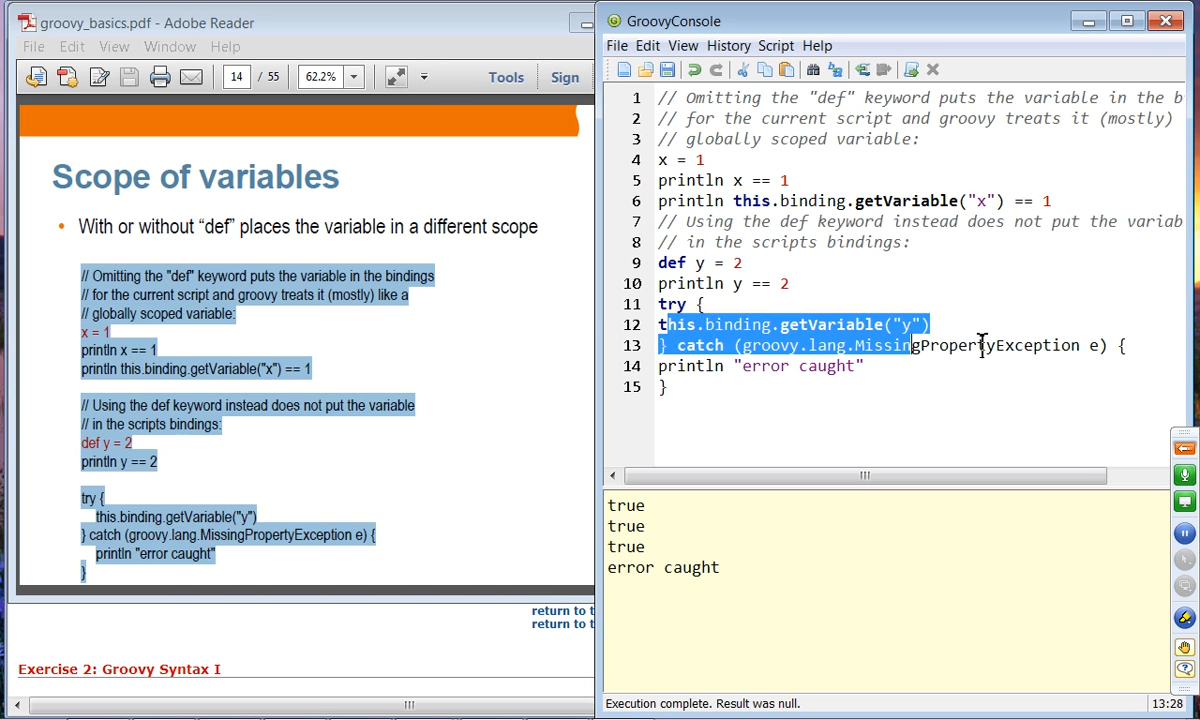 groovy_basics.pdf - Adobe Reader
File Edit View Window Help
14 / 55 62.2% Tools Sign
Scope of variables
• With or without “def” places the variable in a different scope
// Omitting the "def" keyword puts the variable in the bindings
// for the current script and groovy treats it (mostly) like a
// globally scoped variable:
x = 1
println x == 1
println this.binding.getVariable("x") == 1
// Using the def keyword instead does not put the variable
// in the scripts bindings:
def y = 2
println y == 2
try {
this.binding.getVariable("y")
} catch (groovy.lang.MissingPropertyException e) {
println "error caught"
}
return to t
return to t
Exercise 2: Groovy Syntax I
GroovyConsole
File Edit View History Script Help
1 // Omitting the "def" keyword puts the variable in the b
2 // for the current script and groovy treats it (mostly)
3 // globally scoped variable:
4 x = 1
5 println x == 1
6 println this.binding.getVariable("x") == 1
7 // Using the def keyword instead does not put the variab
8 // in the scripts bindings:
9 def y = 2
10 println y == 2
11 try {
12 this.binding.getVariable("y")
13 } catch (groovy.lang.MissingPropertyException e) {
14 println "error caught"
15 }
true
true
true
error caught
Execution complete. Result was null. 13:28